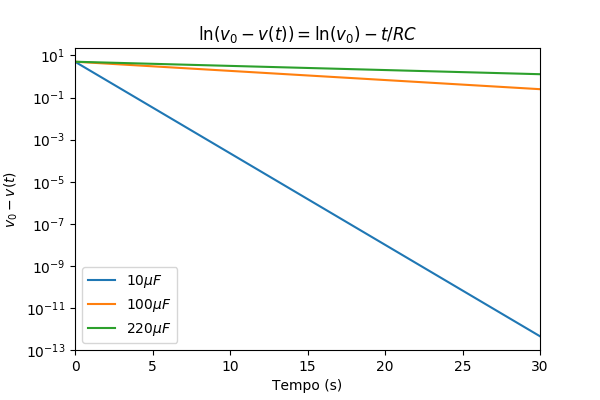 ln(v₀ − v(t)) = ln(v₀) − t/RC
10¹
10⁻¹
10⁻³
10⁻⁵
10⁻⁷
10⁻⁹
10⁻¹¹
10⁻¹³
v₀ − v(t)
10μF
100μF
220μF
0 5 10 15 20 25 30
Tempo (s)